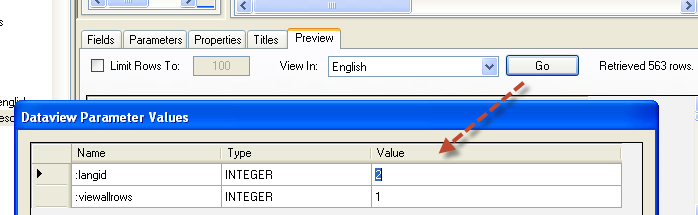 Fields Parameters Properties Titles Preview
Limit Rows To: 100 View In: English Go Retrieved 563 rows.
Dataview Parameter Values
Name Type Value
:langid INTEGER 2
:viewallrows INTEGER 1